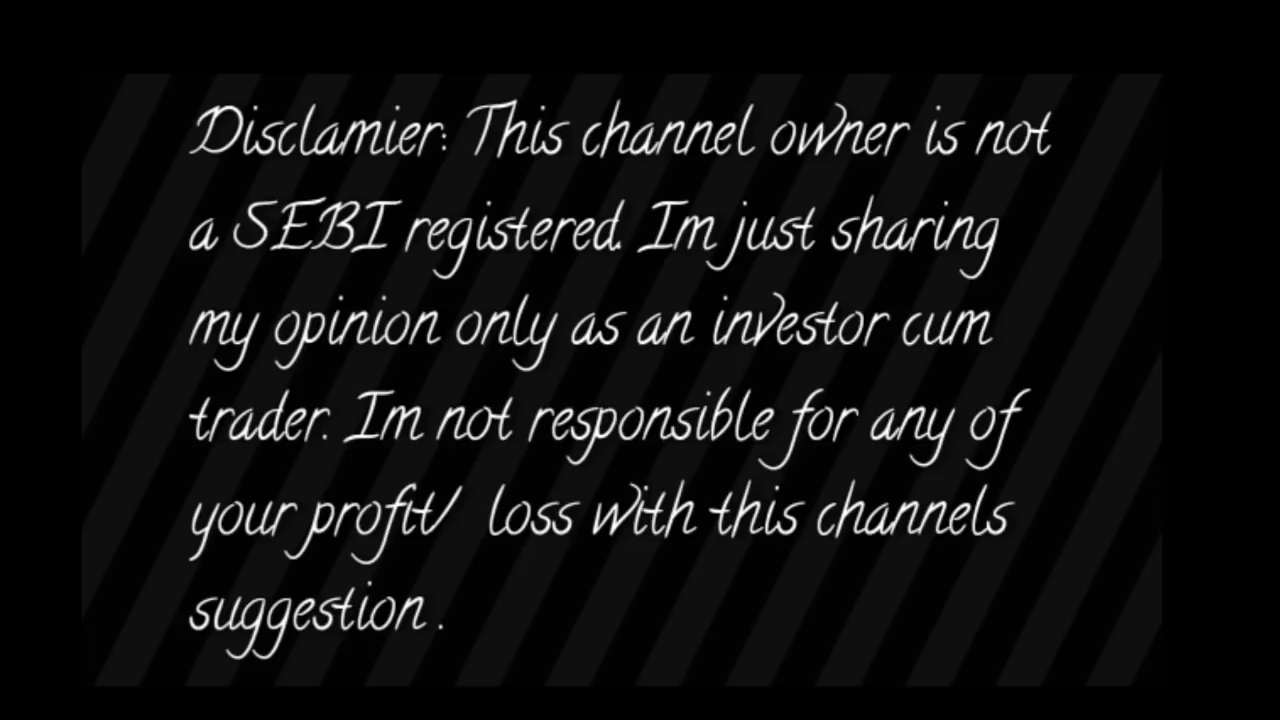 Disclamier: This channel owner is not
a SEBI registered. Im just sharing
my opinion only as an investor cum
trader. Im not responsible for any of
your profit/ loss with this channels
suggestion .